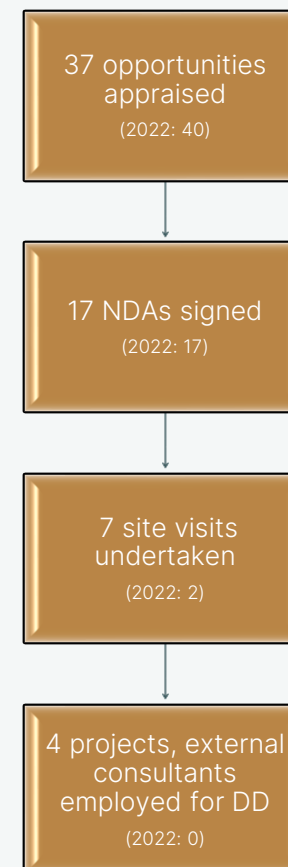 37 opportunities
appraised
(2022: 40)
17 NDAs signed
(2022: 17)
7 site visits
undertaken
(2022: 2)
4 projects, external
consultants
employed for DD
(2022: 0)